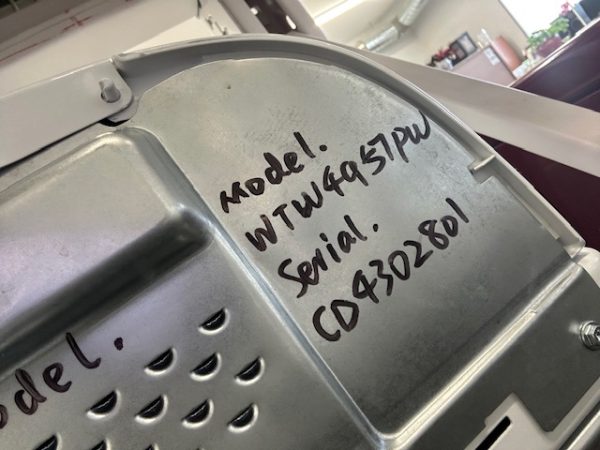 Model.
WTW4957PW
Serial.
CD4302801
odel.